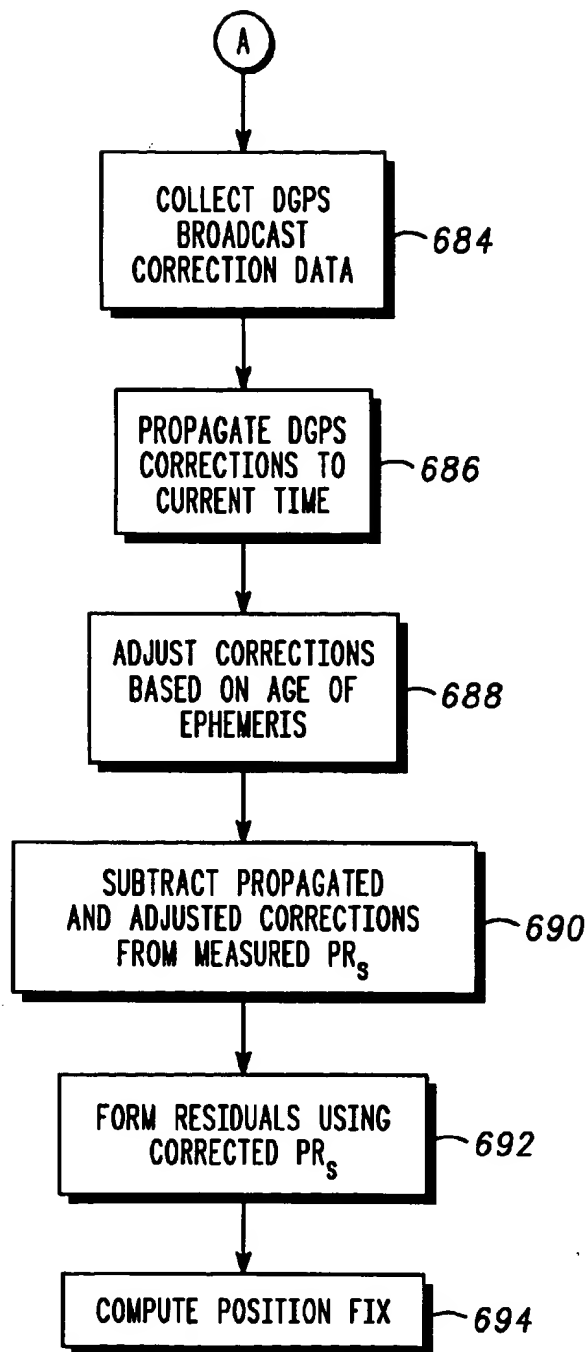 A
COLLECT DGPS
BROADCAST
CORRECTION DATA
684
PROPAGATE DGPS
CORRECTIONS TO
CURRENT TIME
686
ADJUST CORRECTIONS
BASED ON AGE OF
EPHEMERIS
688
SUBTRACT PROPAGATED
AND ADJUSTED CORRECTIONS
FROM MEASURED PRs
690
FORM RESIDUALS USING
CORRECTED PRs
692
COMPUTE POSITION FIX
694